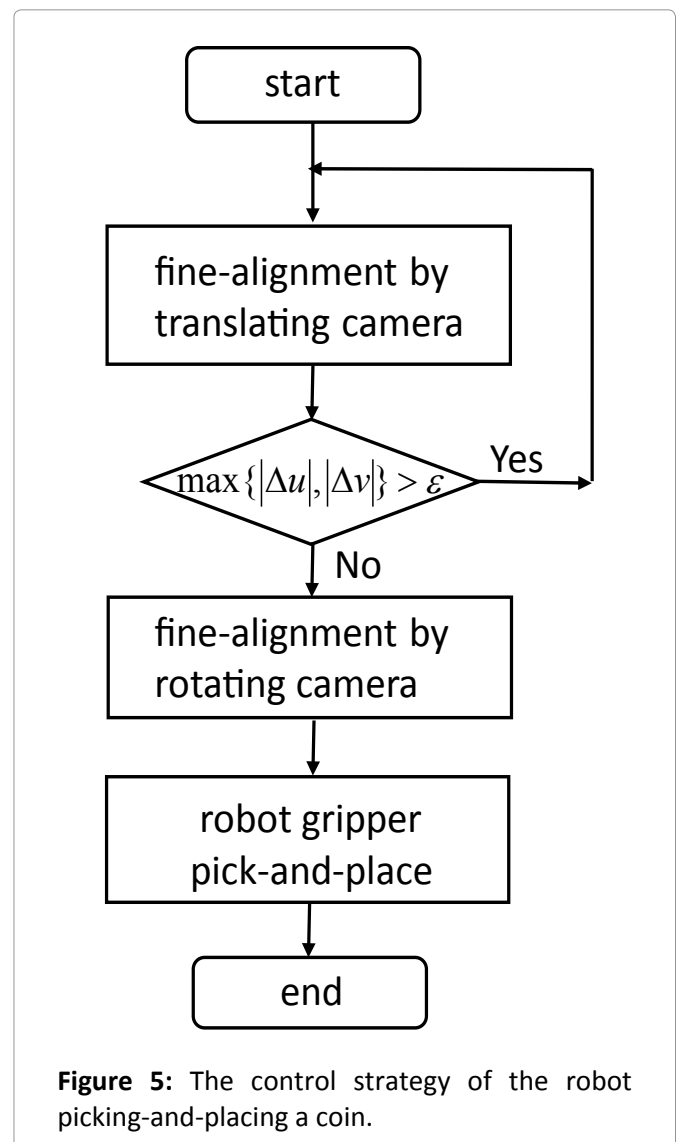 start
fine-alignment by
translating camera
max{|Δu|,|Δv|} > ε
Yes
No
fine-alignment by
rotating camera
robot gripper
pick-and-place
end
Figure 5: The control strategy of the robot
picking-and-placing a coin.